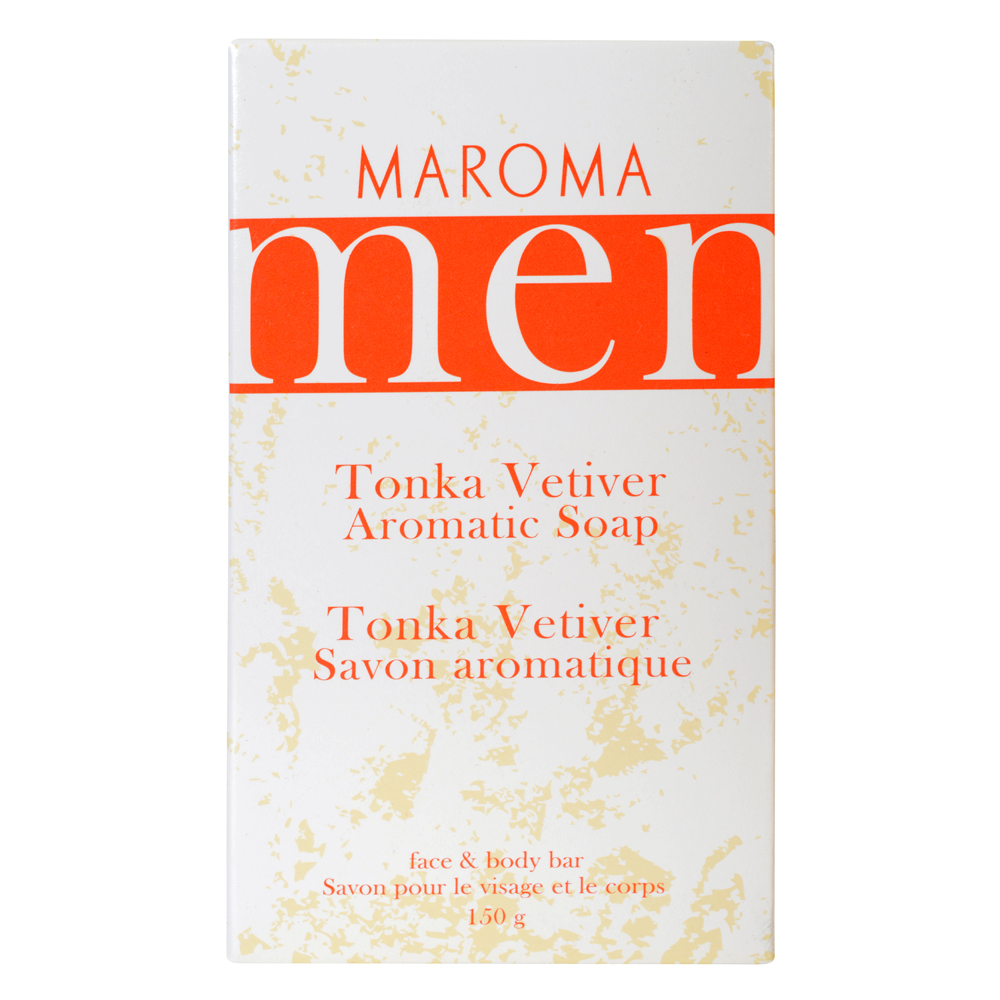 MAROMA
men
Tonka Vetiver
Aromatic Soap
Tonka Vetiver
Savon aromatique
face & body bar
Savon pour le visage et le corps
150 g